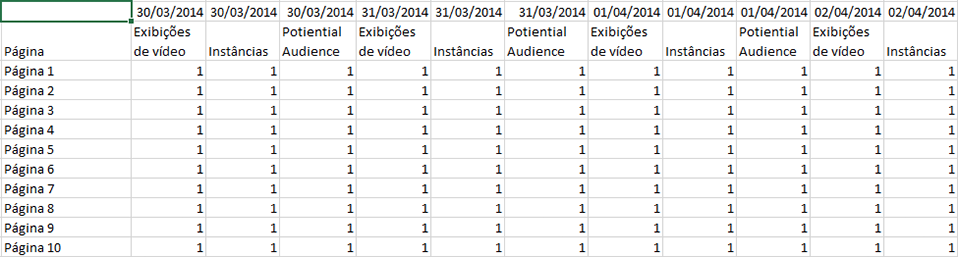 30/03/2014 30/03/2014 30/03/2014 31/03/2014 31/03/2014 31/03/2014 01/04/2014 01/04/2014 01/04/2014 02/04/2014 02/04/2014
Exibições Potiential Exibições Potiential Exibições Potiential Exibições
Página de vídeo Instâncias Audience de vídeo Instâncias Audience de vídeo Instâncias Audience de vídeo Instâncias
Página 1 1 1 1 1 1 1 1 1 1 1 1
Página 2 1 1 1 1 1 1 1 1 1 1 1
Página 3 1 1 1 1 1 1 1 1 1 1 1
Página 4 1 1 1 1 1 1 1 1 1 1 1
Página 5 1 1 1 1 1 1 1 1 1 1 1
Página 6 1 1 1 1 1 1 1 1 1 1 1
Página 7 1 1 1 1 1 1 1 1 1 1 1
Página 8 1 1 1 1 1 1 1 1 1 1 1
Página 9 1 1 1 1 1 1 1 1 1 1 1
Página 10 1 1 1 1 1 1 1 1 1 1 1